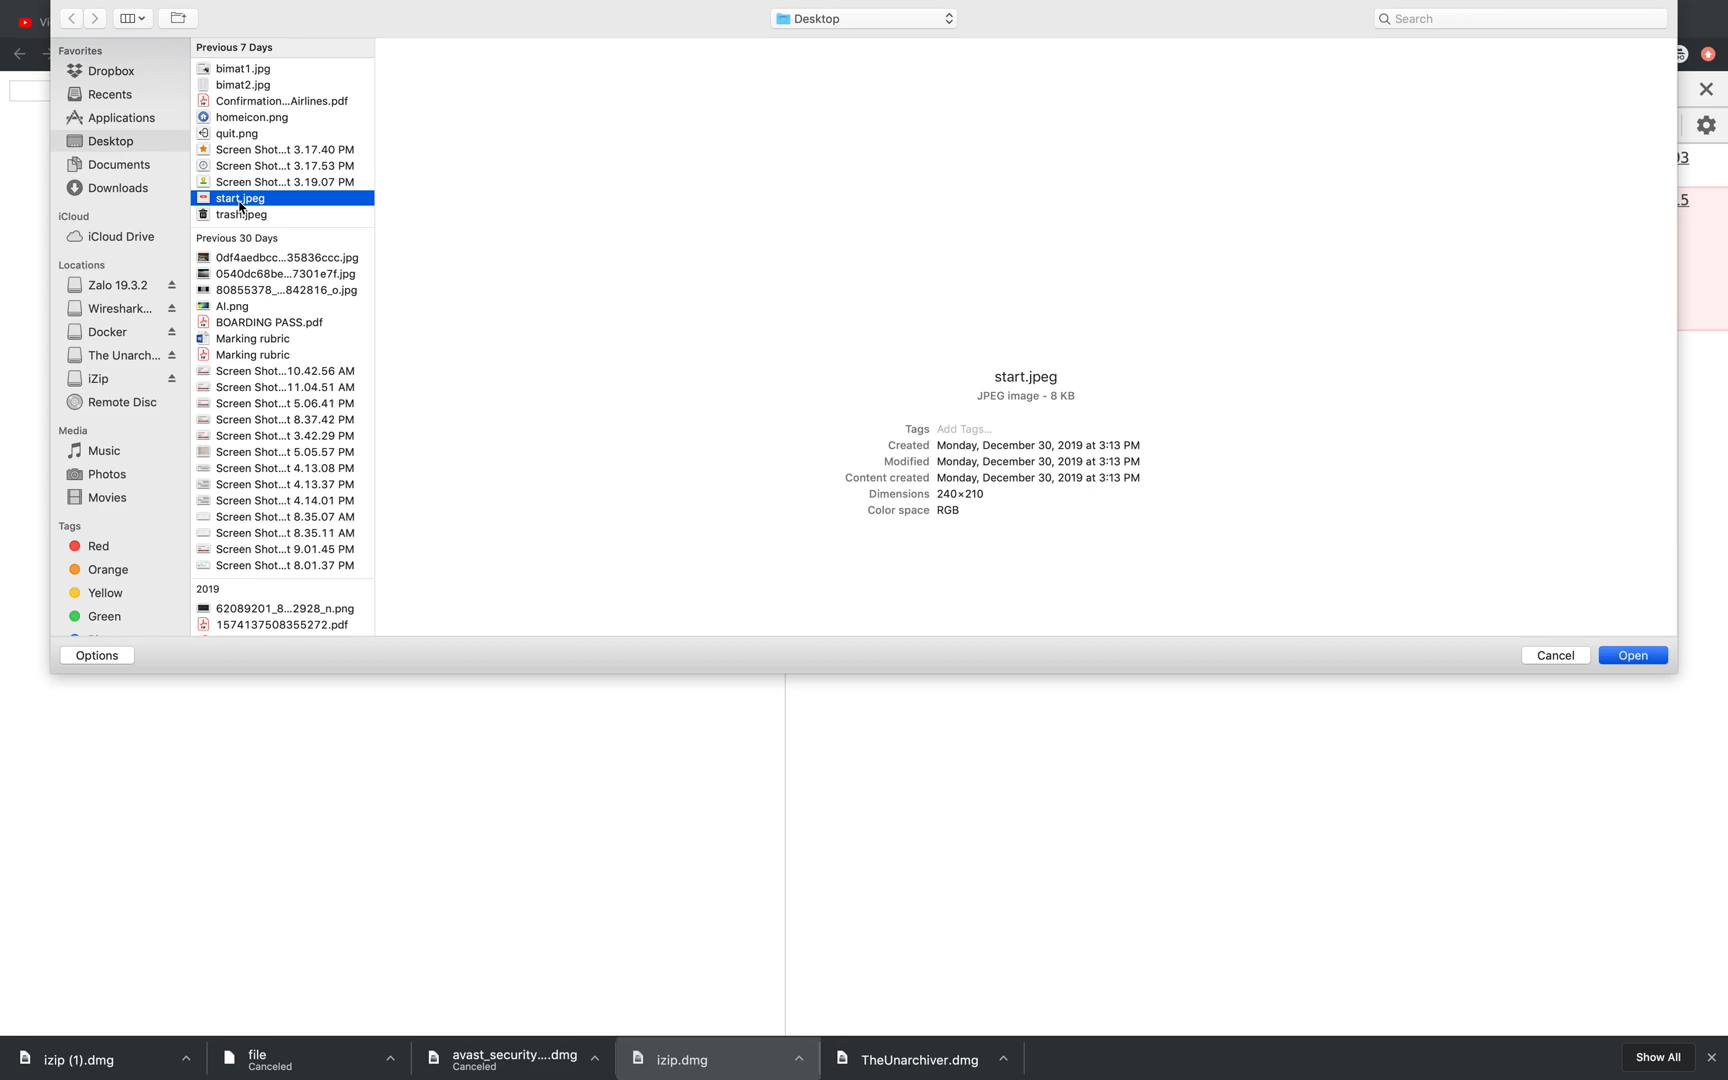 Vi
Desktop
Search
Favorites
Dropbox
Recents
Applications
Desktop
Documents
Downloads
iCloud
iCloud Drive
Locations
Zalo 19.3.2
Wireshark...
Docker
The Unarch...
iZip
Remote Disc
Media
Music
Photos
Movies
Tags
Red
Orange
Yellow
Green
Previous 7 Days
bimat1.jpg
bimat2.jpg
Confirmation...Airlines.pdf
homeicon.png
quit.png
Screen Shot...t 3.17.40 PM
Screen Shot...t 3.17.53 PM
Screen Shot...t 3.19.07 PM
start.jpeg
trash.jpeg
Previous 30 Days
0df4aedbcc...35836ccc.jpg
0540dc68be...7301e7f.jpg
80855378_...842816_o.jpg
AI.png
BOARDING PASS.pdf
Marking rubric
Marking rubric
Screen Shot...10.42.56 AM
Screen Shot...11.04.51 AM
Screen Shot...t 5.06.41 PM
Screen Shot...t 8.37.42 PM
Screen Shot...t 3.42.29 PM
Screen Shot...t 5.05.57 PM
Screen Shot...t 4.13.08 PM
Screen Shot...t 4.13.37 PM
Screen Shot...t 4.14.01 PM
Screen Shot...t 8.35.07 AM
Screen Shot...t 8.35.11 AM
Screen Shot...t 9.01.45 PM
Screen Shot...t 8.01.37 PM
2019
62089201_8...2928_n.png
1574137508355272.pdf
start.jpeg
JPEG image - 8 KB
Tags Add Tags...
Created Monday, December 30, 2019 at 3:13 PM
Modified Monday, December 30, 2019 at 3:13 PM
Content created Monday, December 30, 2019 at 3:13 PM
Dimensions 240×210
Color space RGB
Options
Cancel
Open
izip (1).dmg
file
Canceled
avast_security....dmg
Canceled
izip.dmg
TheUnarchiver.dmg
Show All